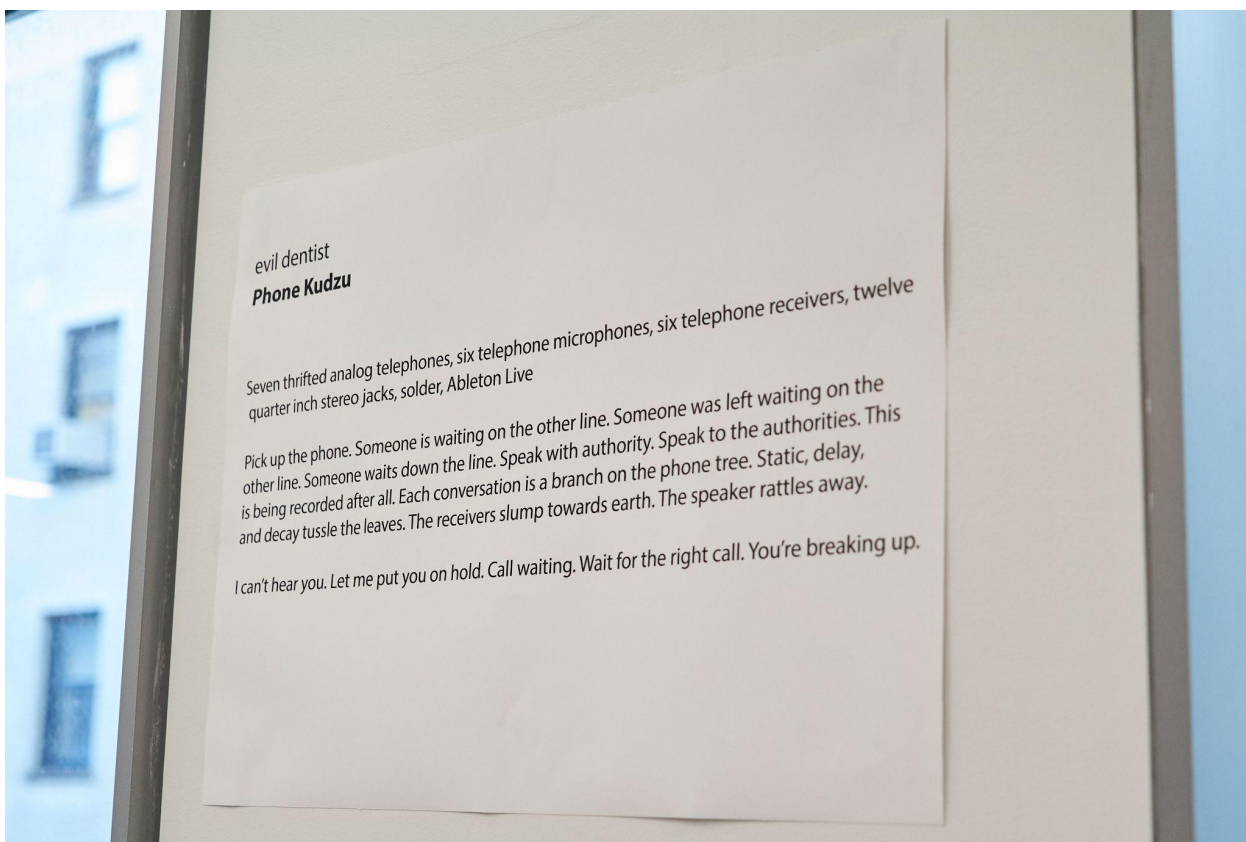 evil dentist
Phone Kudzu
Seven thrifted analog telephones, six telephone microphones, six telephone receivers, twelve
quarter inch stereo jacks, solder, Ableton Live
Pick up the phone. Someone is waiting on the other line. Someone was left waiting on the
other line. Someone waits down the line. Speak with authority. Speak to the authorities. This
is being recorded after all. Each conversation is a branch on the phone tree. Static, delay,
and decay tussle the leaves. The receivers slump towards earth. The speaker rattles away.
I can’t hear you. Let me put you on hold. Call waiting. Wait for the right call. You’re breaking up.